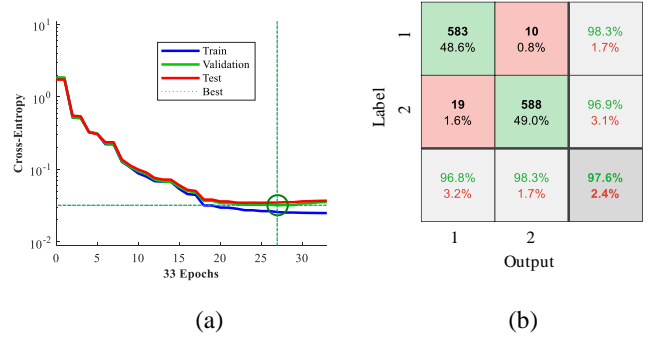 10^1
10^0
10^-1
10^-2
Cross-Entropy
Train
Validation
Test
Best
0 5 10 15 20 25 30
33 Epochs
(a)
Label
1
583 10 98.3%
48.6% 0.8% 1.7%
2
19 588 96.9%
1.6% 49.0% 3.1%
96.8% 98.3% 97.6%
3.2% 1.7% 2.4%
1 2
Output
(b)